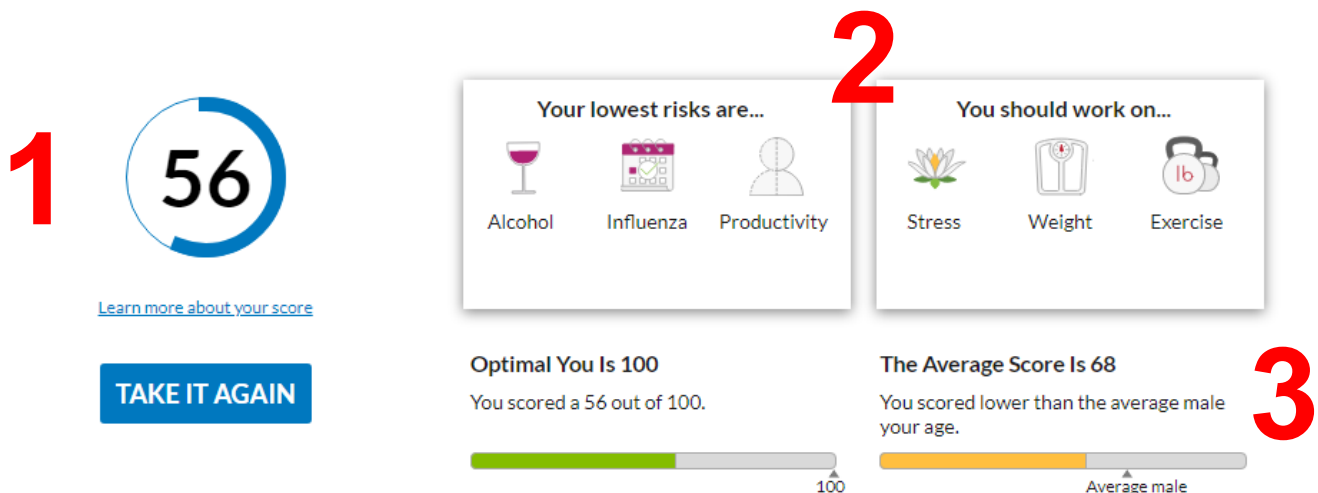 1
56
Learn more about your score
TAKE IT AGAIN
2
Your lowest risks are...
Alcohol Influenza Productivity
You should work on...
lb
Stress Weight Exercise
Optimal You Is 100
You scored a 56 out of 100.
100
The Average Score Is 68
You scored lower than the average male
your age.
Average male
3